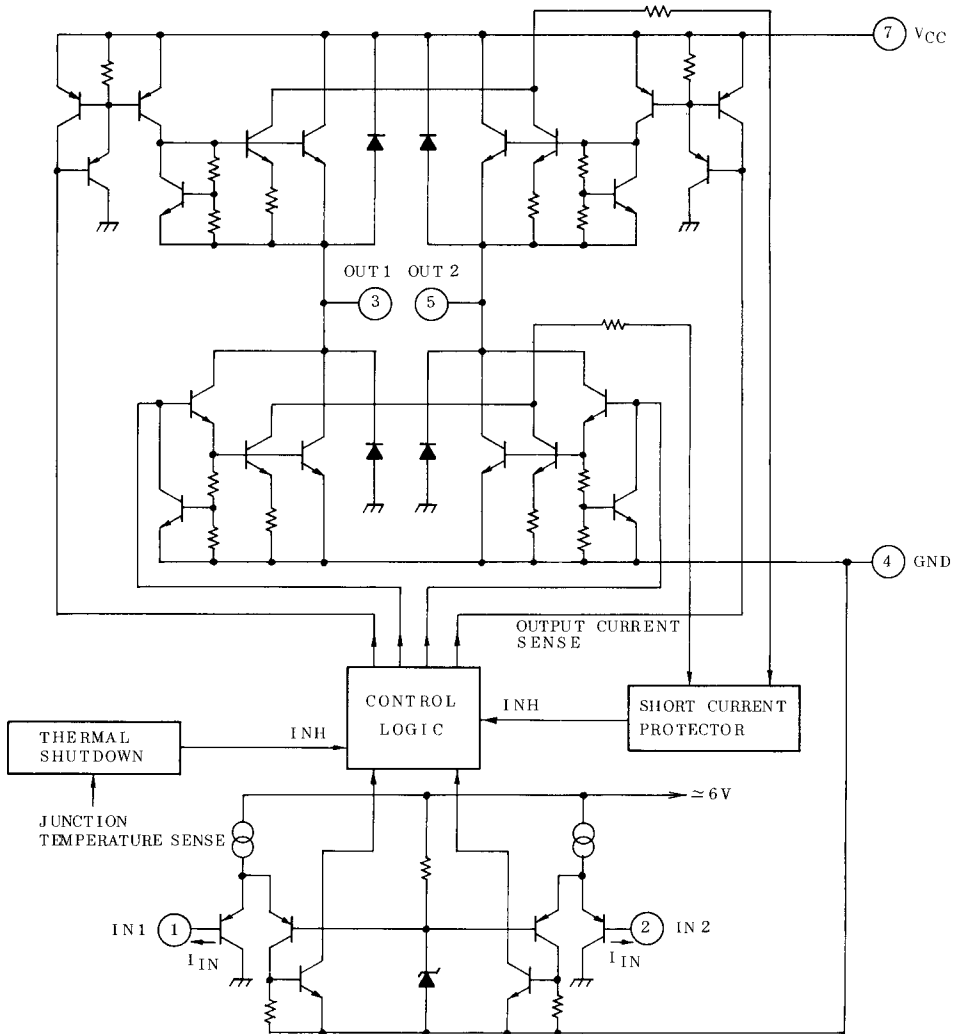 7 VCC
OUT 1 OUT 2
3 5
4 GND
OUTPUT CURRENT
SENSE
CONTROL
LOGIC
INH
SHORT CURRENT
PROTECTOR
THERMAL
SHUTDOWN
INH
JUNCTION
TEMPERATURE SENSE
≃6V
IN1 1
IIN
2 IN2
IIN